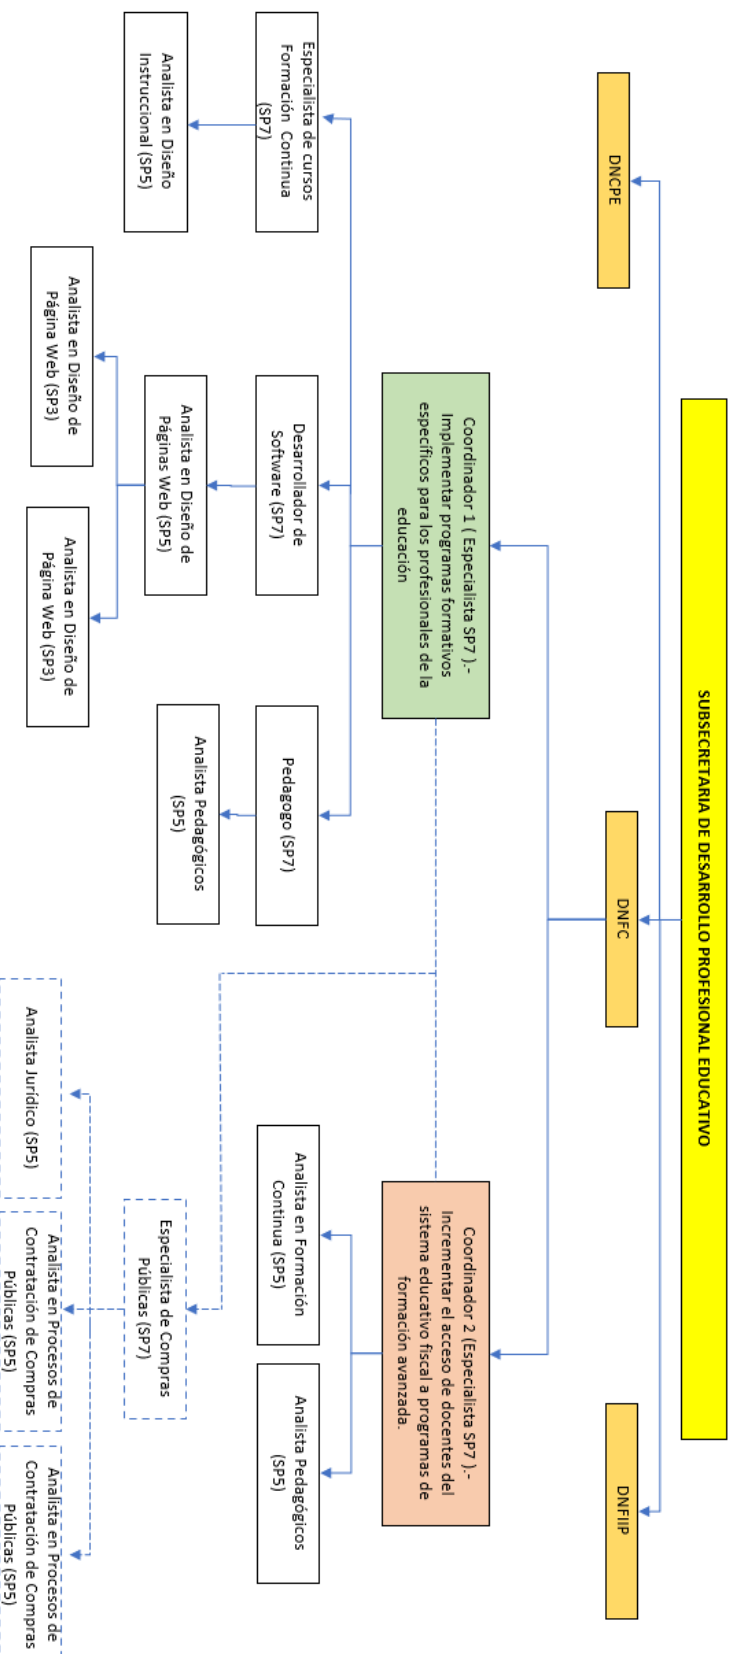 SUBSECRETARIA DE DESARROLLO PROFESIONAL EDUCATIVO
DNCPE
DNFC
DNFIIP
Coordinador 1 ( Especialista SP7 ).-
Implementar programas formativos
específicos para los profesionales de la
educación
Coordinador 2 (Especialista SP7 ).-
Incrementar el acceso de docentes del
sistema educativo fiscal a programas de
formación avanzada.
Especialista de cursos
Formación Continua
(SP7)
Desarrollador de
Software (SP7)
Pedagogo (SP7)
Analista en Formación
Continua (SP5)
Analista Pedagógicos
(SP5)
Analista en Diseño
Instruccional (SP5)
Analista en Diseño de
Páginas Web (SP5)
Analista Pedagógicos
(SP5)
Especialista de Compras
Públicas (SP7)
Analista en Diseño de
Página Web (SP3)
Analista en Diseño de
Página Web (SP3)
Analista Jurídico (SP5)
Analista en Procesos de
Contratación de Compras
Públicas (SP5)
Analista en Procesos de
Contratación de Compras
Públicas (SP5)